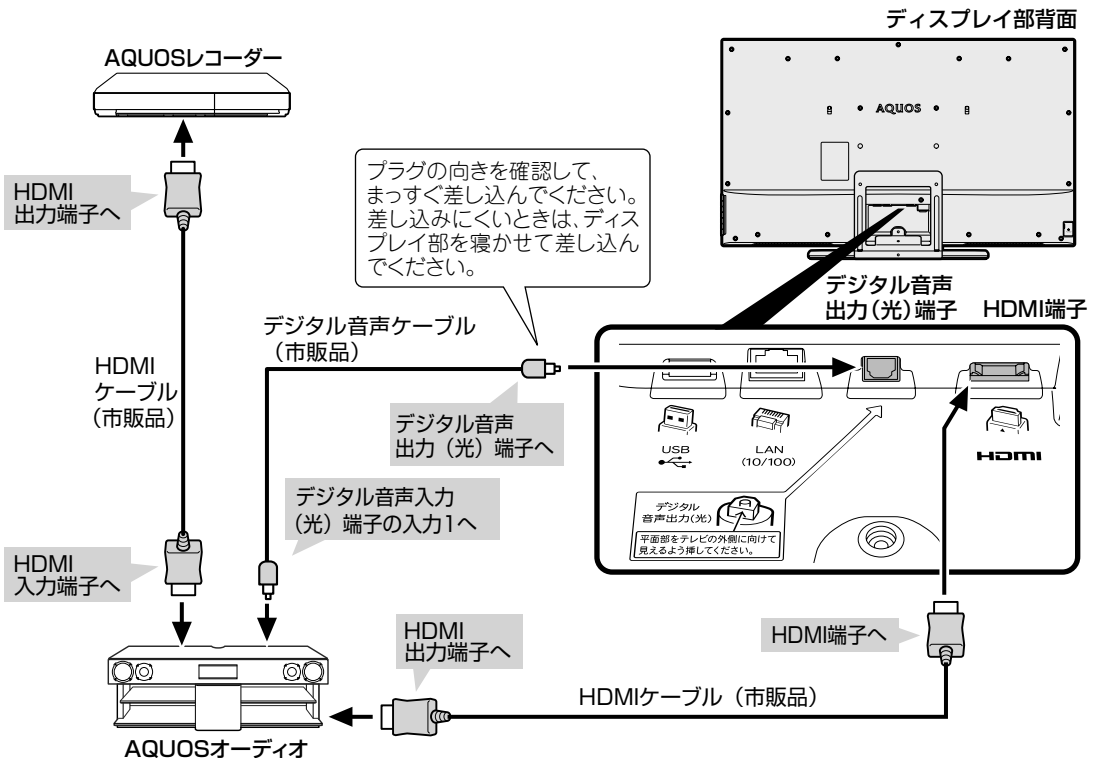 ディスプレイ部背面
AQUOSレコーダー
AQUOS
HDMI
出力端子へ
プラグの向きを確認して、
まっすぐ差し込んでください。
差し込みにくいときは、ディス
プレイ部を寝かせて差し込ん
でください。
デジタル音声
出力（光）端子
HDMI端子
デジタル音声ケーブル
（市販品）
HDMI
ケーブル
（市販品）
デジタル音声
出力（光）端子へ
USB
LAN
(10/100)
HDMI
デジタル音声入力
（光）端子の入力1へ
デジタル
音声出力(光)
平面部をテレビの外側に向けて
見えるよう挿してください。
HDMI
入力端子へ
HDMI
出力端子へ
HDMI端子へ
HDMIケーブル（市販品）
AQUOSオーディオ